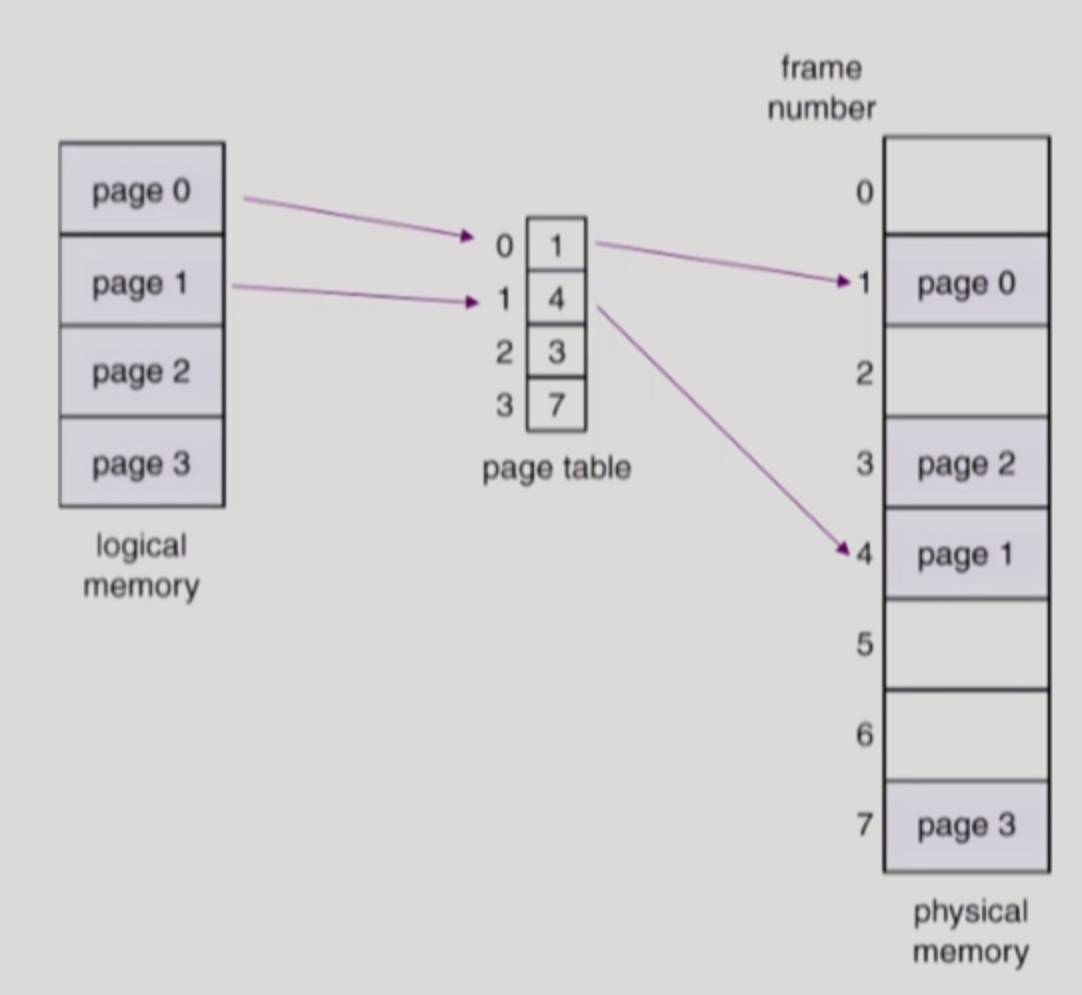 page 0
page 1
page 2
page 3
logical
memory
0 1
1 4
2 3
3 7
page table
frame
number
0
1 page 0
2
3 page 2
4 page 1
5
6
7 page 3
physical
memory